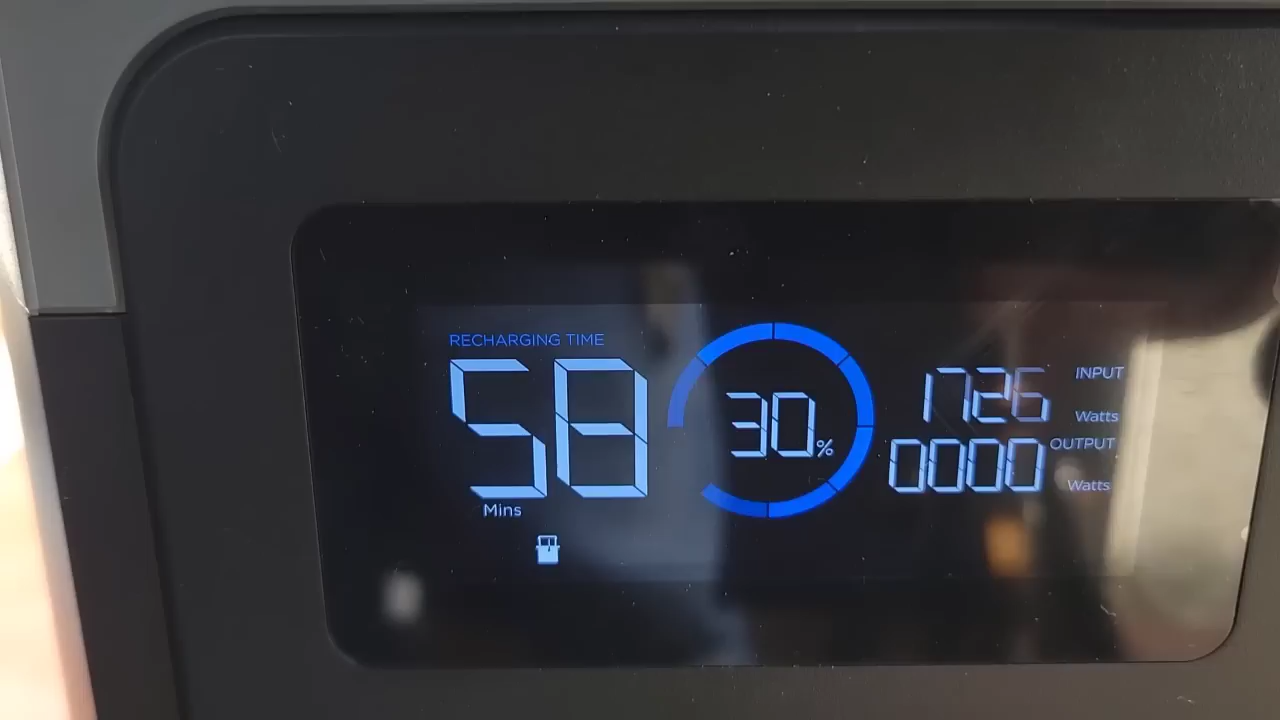 RECHARGING TIME
58
Mins
30%
1726 INPUT
Watts
0000 OUTPUT
Watts